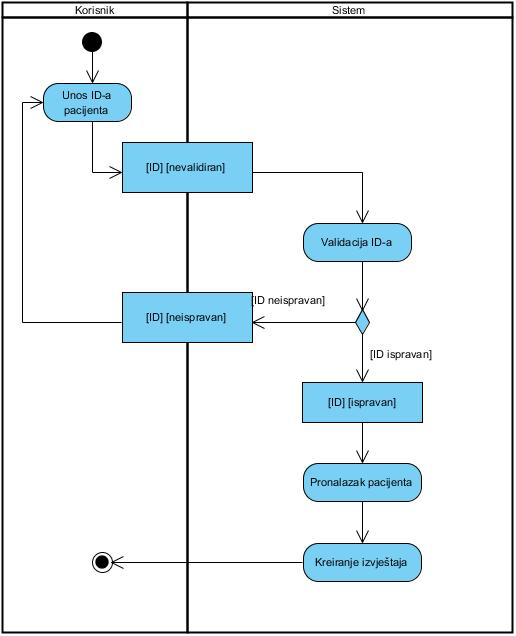 Korisnik
Sistem
Unos ID-a
pacijenta
[ID] [nevalidiran]
Validacija ID-a
[ID neispravan]
[ID] [neispravan]
[ID ispravan]
[ID] [ispravan]
Pronalazak pacijenta
Kreiranje izvještaja